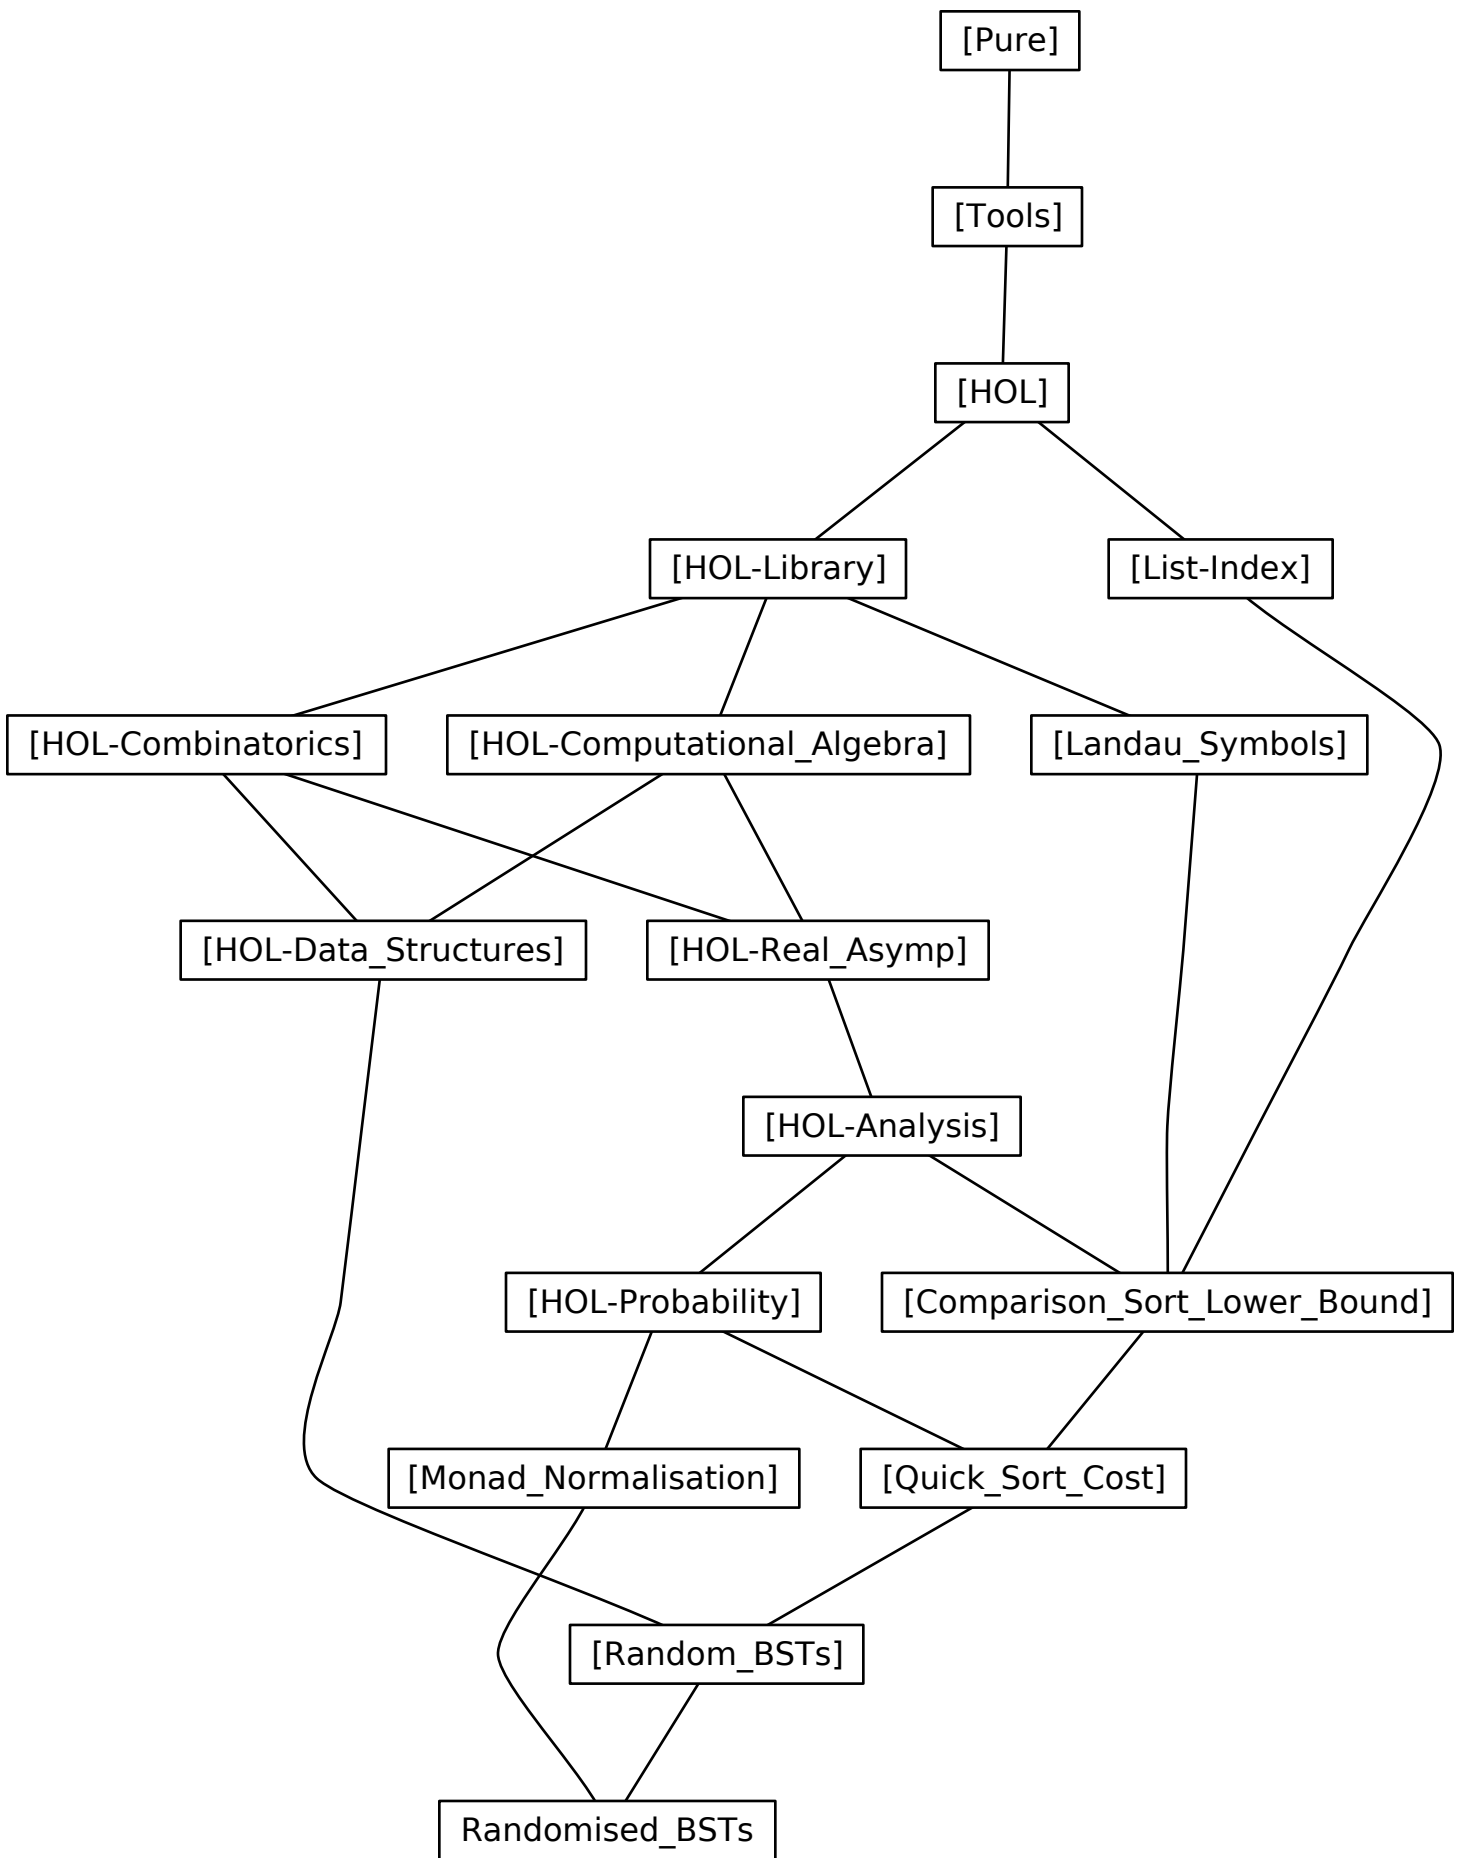 [Pure]
[Tools]
[HOL]
[HOL-Library]
[List-Index]
[HOL-Combinatorics]
[HOL-Computational_Algebra]
[Landau_Symbols]
[HOL-Data_Structures]
[HOL-Real_Asymp]
[HOL-Analysis]
[HOL-Probability]
[Comparison_Sort_Lower_Bound]
[Monad_Normalisation]
[Quick_Sort_Cost]
[Random_BSTs]
Randomised_BSTs